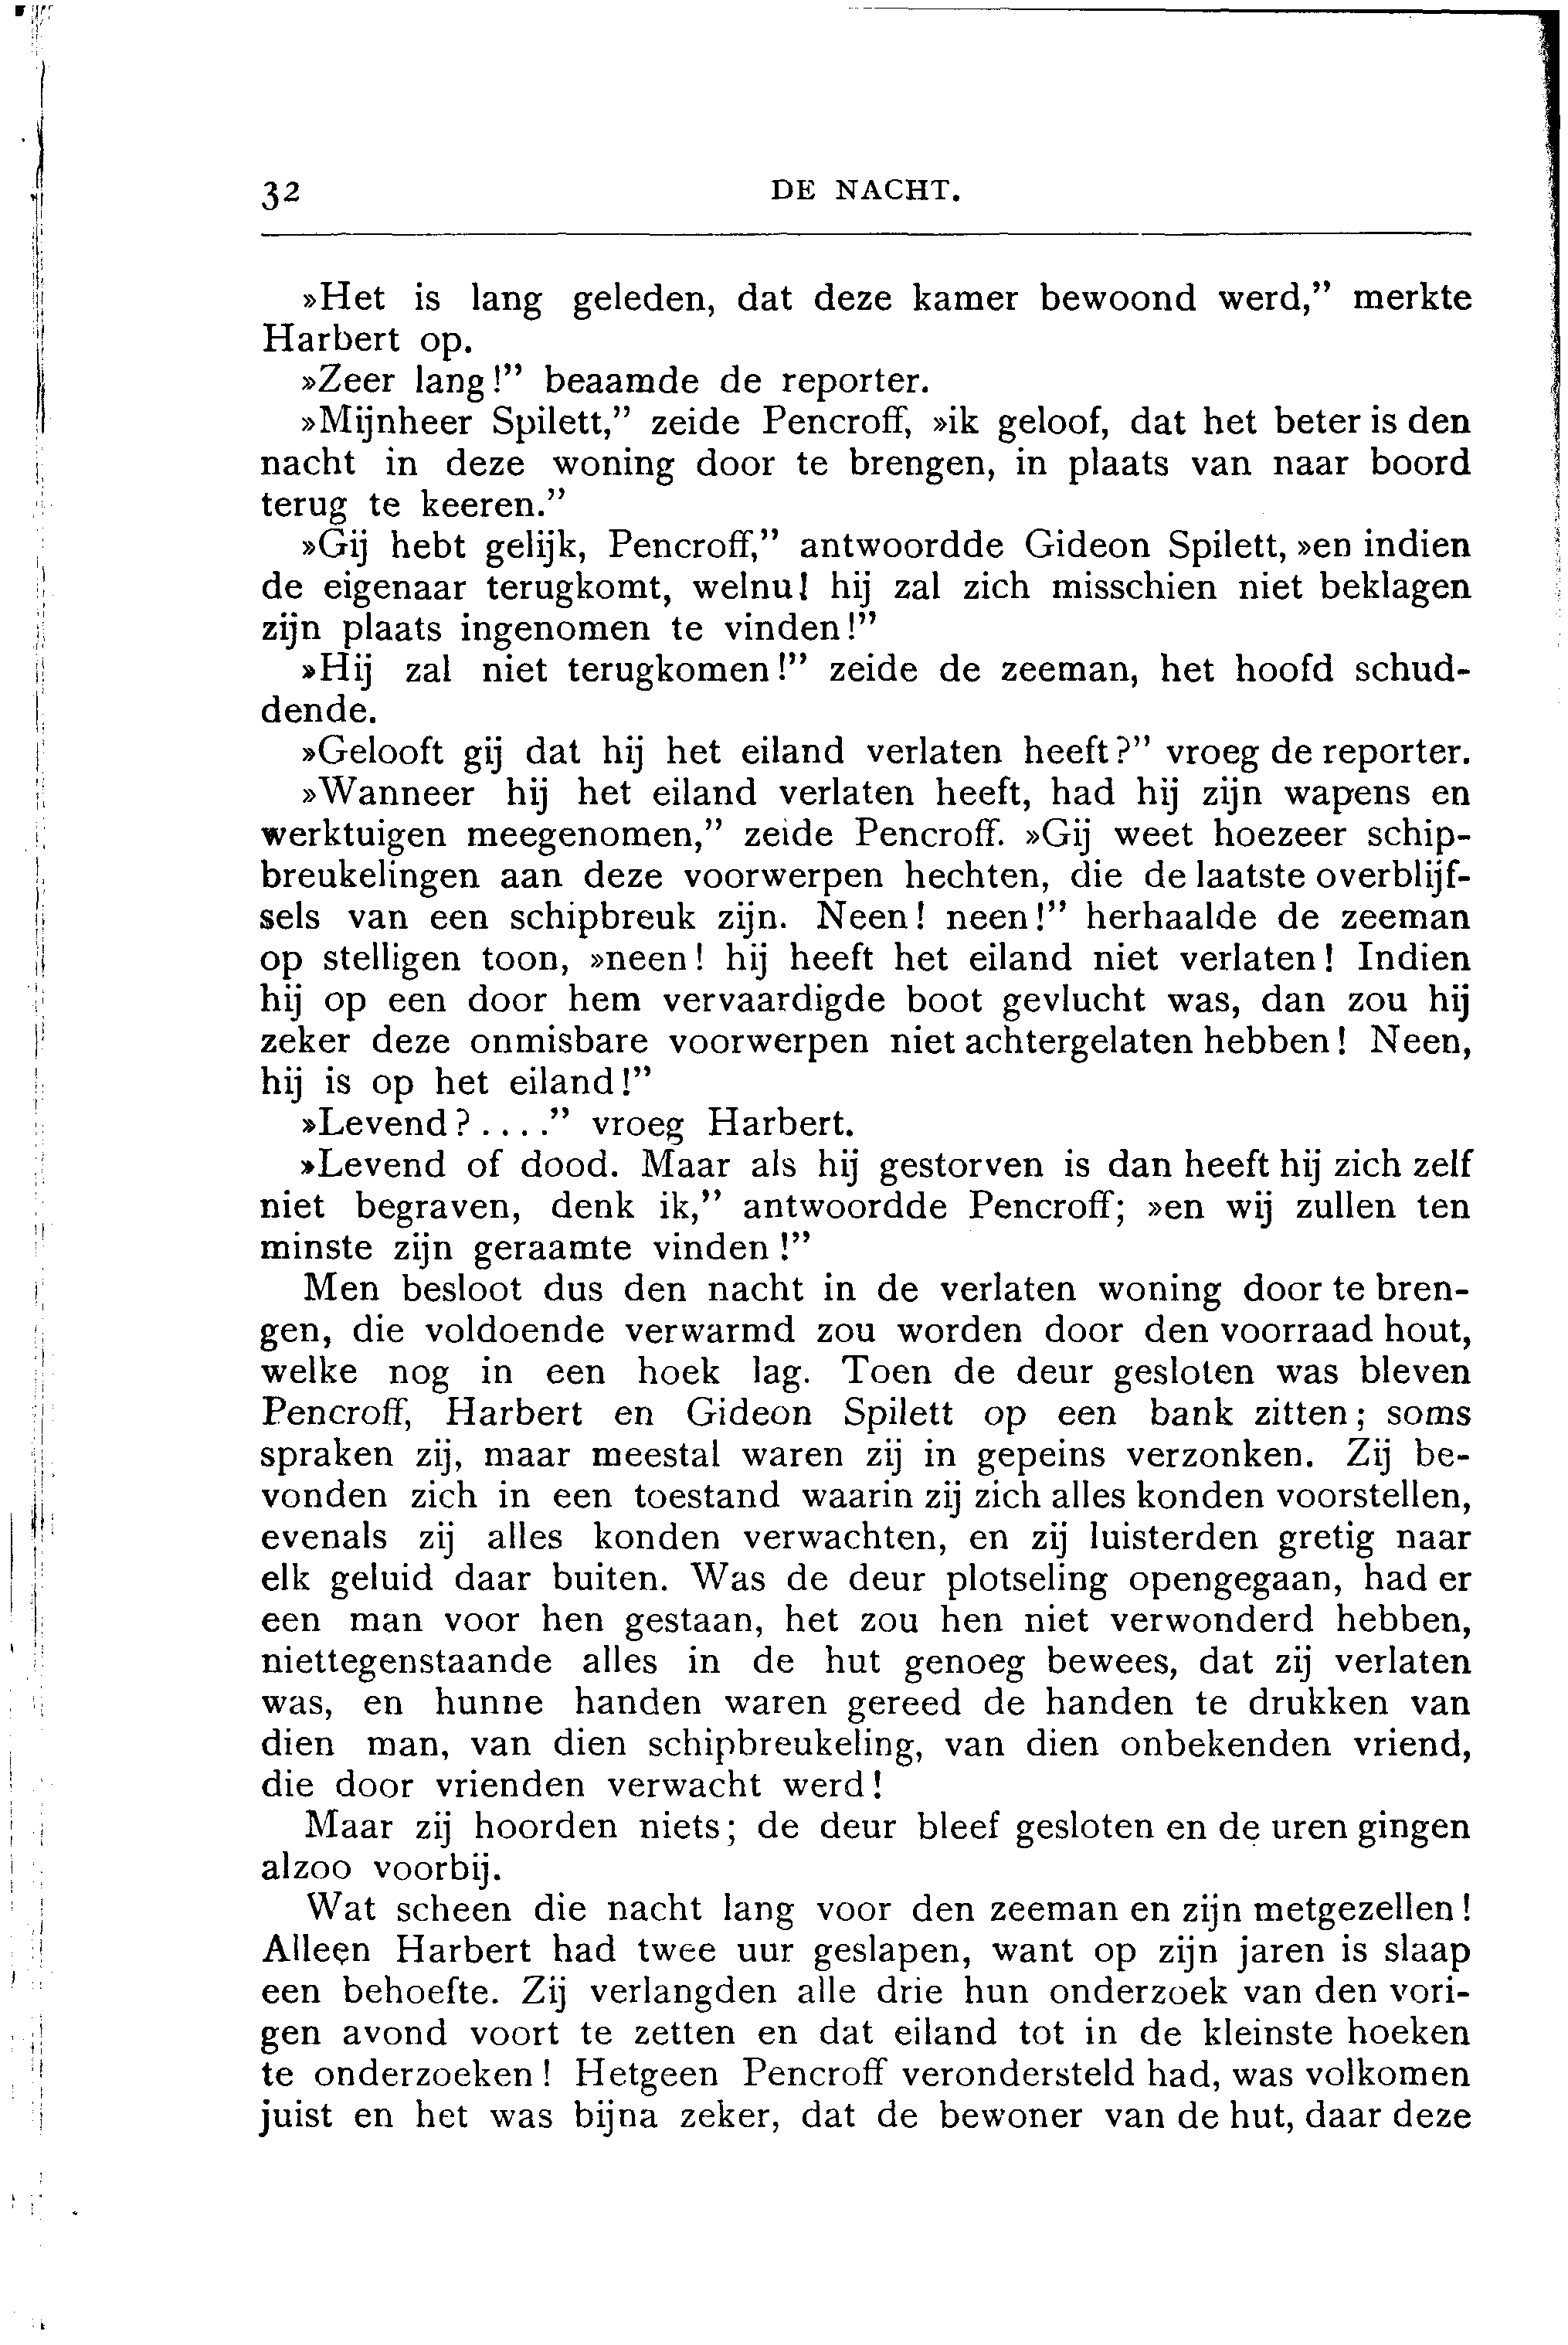 32 DE NACHT.
»Het is lang geleden, dat deze kamer bewoond werd,” merkte
Harbert op.
»Zeer lang!” beaamde de reporter.
»Mijnheer Spilett,” zeide Pencroff, »ik geloof, dat het beter is den
nacht in deze woning door te brengen, in plaats van naar boord
terug te keeren.”
»Gij hebt gelijk, Pencroff,” antwoordde Gideon Spilett, »en indien
de eigenaar terugkomt, welnu! hij zal zich misschien niet beklagen
zijn plaats ingenomen te vinden!”
»Hij zal niet terugkomen!” zeide de zeeman, het hoofd schud-
dende.
»Gelooft gij dat hij het eiland verlaten heeft?” vroeg de reporter.
»Wanneer hij het eiland verlaten heeft, had hij zijn wapens en
werktuigen meegenomen,” zeide Pencroff. »Gij weet hoezeer schip-
breukelingen aan deze voorwerpen hechten, die de laatste overblijf-
sels van een schipbreuk zijn. Neen! neen!” herhaalde de zeeman
op stelligen toon, »neen! hij heeft het eiland niet verlaten! Indien
hij op een door hem vervaardigde boot gevlucht was, dan zou hij
zeker deze onmisbare voorwerpen niet achtergelaten hebben! Neen,
hij is op het eiland!”
»Levend?....” vroeg Harbert.
»Levend of dood. Maar als hij gestorven is dan heeft hij zich zelf
niet begraven, denk ik,” antwoordde Pencroff; »en wij zullen ten
minste zijn geraamte vinden!”
Men besloot dus den nacht in de verlaten woning door te bren-
gen, die voldoende verwarmd zou worden door den voorraad hout,
welke nog in een hoek lag. Toen de deur gesloten was bleven
Pencroff, Harbert en Gideon Spilett op een bank zitten; soms
spraken zij, maar meestal waren zij in gepeins verzonken. Zij be-
vonden zich in een toestand waarin zij zich alles konden voorstellen,
evenals zij alles konden verwachten, en zij luisterden gretig naar
elk geluid daar buiten. Was de deur plotseling opengegaan, had er
een man voor hen gestaan, het zou hen niet verwonderd hebben,
niettegenstaande alles in de hut genoeg bewees, dat zij verlaten
was, en hunne handen waren gereed de handen te drukken van
dien man, van dien schipbreukeling, van dien onbekenden vriend,
die door vrienden verwacht werd!
Maar zij hoorden niets; de deur bleef gesloten en de uren gingen
alzoo voorbij.
Wat scheen die nacht lang voor den zeeman en zijn metgezellen!
Alleen Harbert had twee uur geslapen, want op zijn jaren is slaap
een behoefte. Zij verlangden alle drie hun onderzoek van den vori-
gen avond voort te zetten en dat eiland tot in de kleinste hoeken
te onderzoeken! Hetgeen Pencroff verondersteld had, was volkomen
juist en het was bijna zeker, dat de bewoner van de hut, daar deze